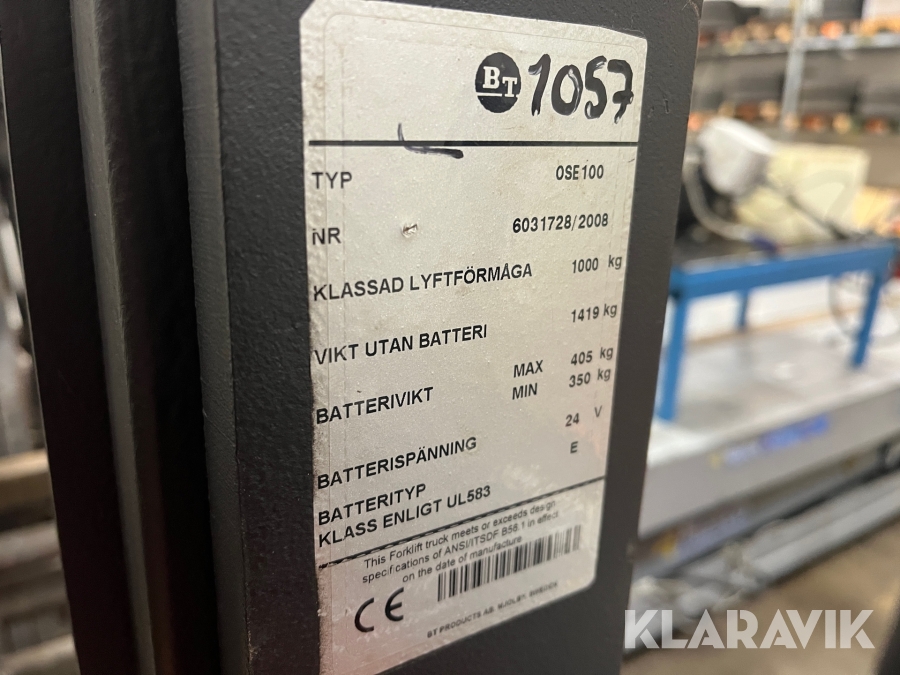 BT 1057
TYP OSE100
NR 6031728/2008
KLASSAD LYFTFÖRMÅGA 1000 kg
VIKT UTAN BATTERI 1419 kg
BATTERIVIKT MAX 405 kg
MIN 350 kg
BATTERISPÄNNING 24 V
BATTERITYP E
KLASS ENLIGT UL583
This Forklift truck meets or exceeds design
specifications of ANSI/ITSDF B56.1 in effect
on the date of manufacture
CE
BT PRODUCTS AB, MJÖLBY, SWEDEN
KLARAVIK